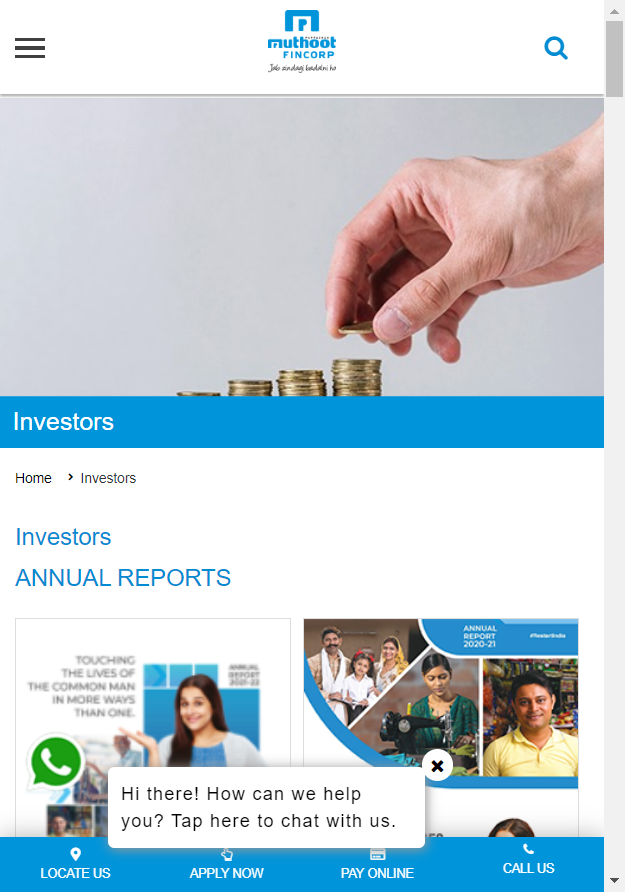 muthoot
FINCORP
Jab zindagi badalni ho
Investors
Home
Investors
Investors
ANNUAL REPORTS
TOUCHING
THE LIVES OF
THE COMMON MAN
IN MORE WAYS
THAN ONE.
ANNUAL
REPORT
2021-22
ANNUAL
REPORT
2020-21
#RestartIndia
Hi there! How can we help
you? Tap here to chat with us.
LOCATE US
APPLY NOW
PAY ONLINE
CALL US